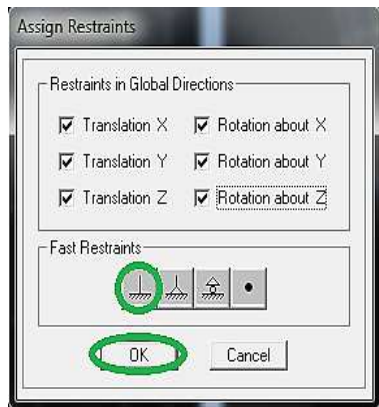 Assign Restraints
Restraints in Global Directions
Translation X Rotation about X
Translation Y Rotation about Y
Translation Z Rotation about Z
Fast Restraints
OK Cancel